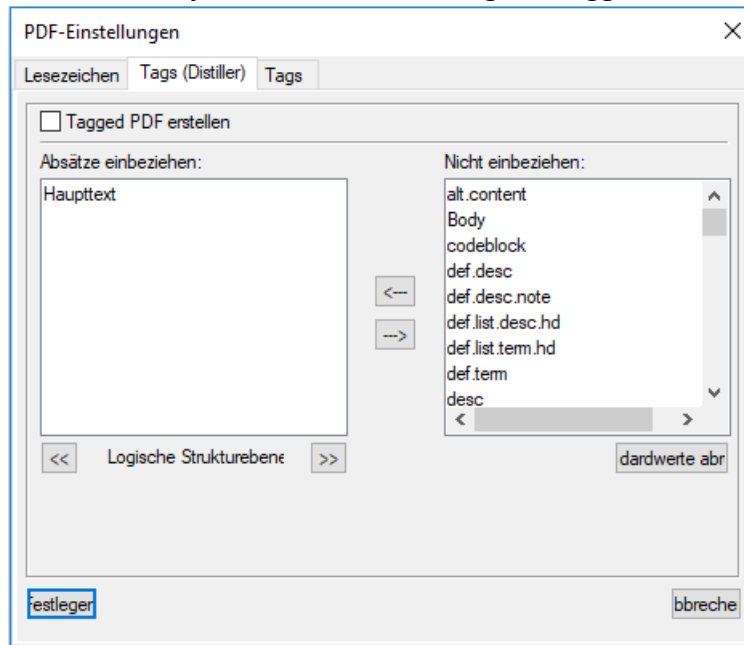 PDF-Einstellungen
Lesezeichen Tags (Distiller) Tags
Tagged PDF erstellen
Absätze einbeziehen: Nicht einbeziehen:
Haupttext
alt.content
Body
codeblock
def.desc
def.desc.note
def.list.desc.hd
def.list.term.hd
def.term
desc
<---
--->
<< Logische Strukturebene >>
dardwerte abr
Festlegen
bbreche